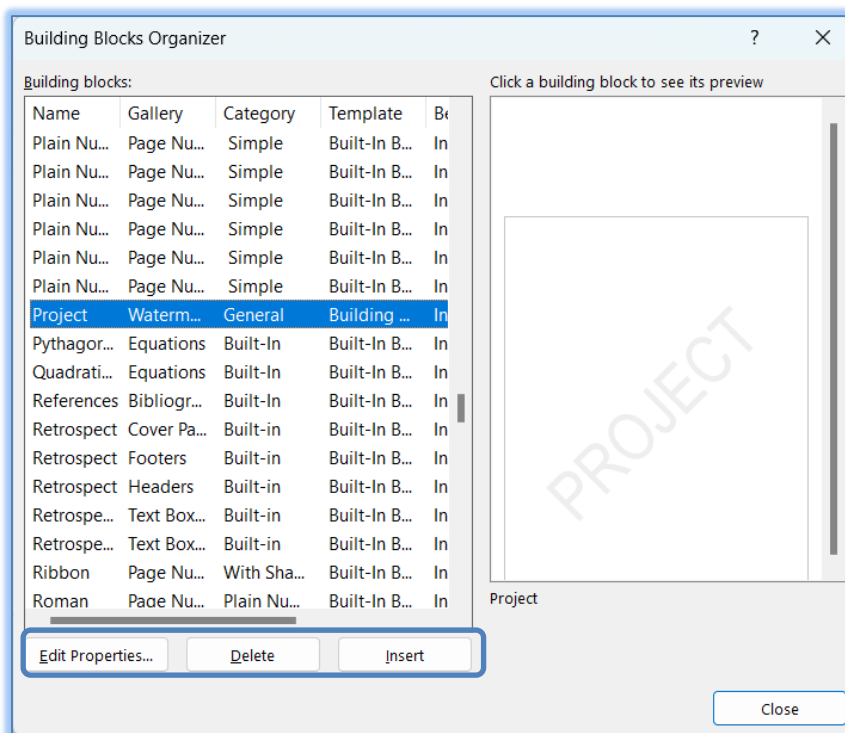 Building Blocks Organizer ? ×
Building blocks:
Click a building block to see its preview
Name Gallery Category Template Be
Plain Nu... Page Nu... Simple Built-In B... In
Plain Nu... Page Nu... Simple Built-In B... In
Plain Nu... Page Nu... Simple Built-In B... In
Plain Nu... Page Nu... Simple Built-In B... In
Plain Nu... Page Nu... Simple Built-In B... In
Plain Nu... Page Nu... Simple Built-In B... In
Project Waterm... General Building ... In
Pythagor... Equations Built-In Built-In B... In
Quadrati... Equations Built-In Built-In B... In
References Bibliogr... Built-In Built-In B... In
Retrospect Cover Pa... Built-in Built-In B... In
Retrospect Footers Built-in Built-In B... In
Retrospect Headers Built-in Built-In B... In
Retrospe... Text Box... Built-in Built-In B... In
Retrospe... Text Box... Built-in Built-In B... In
Ribbon Page Nu... With Sha... Built-In B... In
Roman Page Nu... Plain Nu... Built-In B... In
PROJECT
Project
Edit Properties... Delete Insert
Close